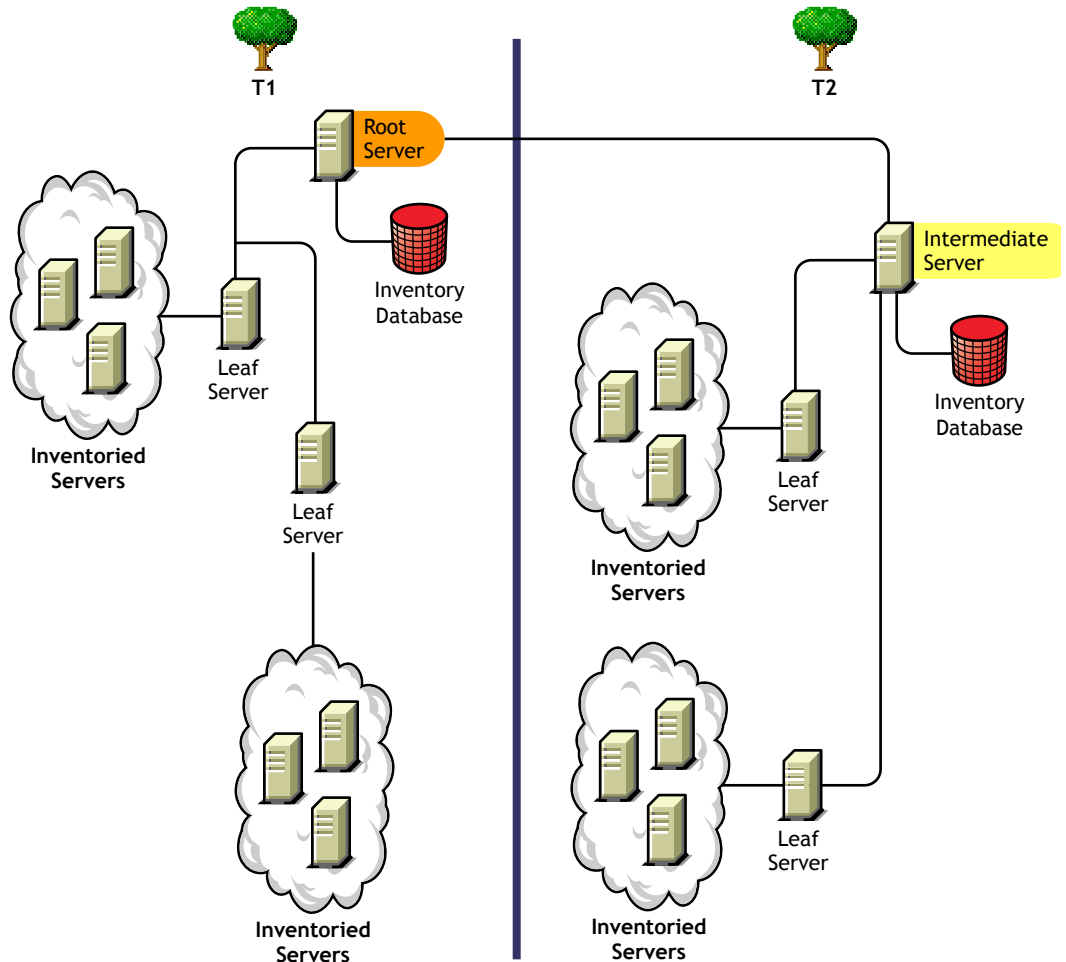 T1
T2
Root
Server
Intermediate
Server
Inventory
Database
Leaf
Server
Inventory
Database
Inventoried
Servers
Leaf
Server
Leaf
Server
Inventoried
Servers
Leaf
Server
Inventoried
Servers
Inventoried
Servers